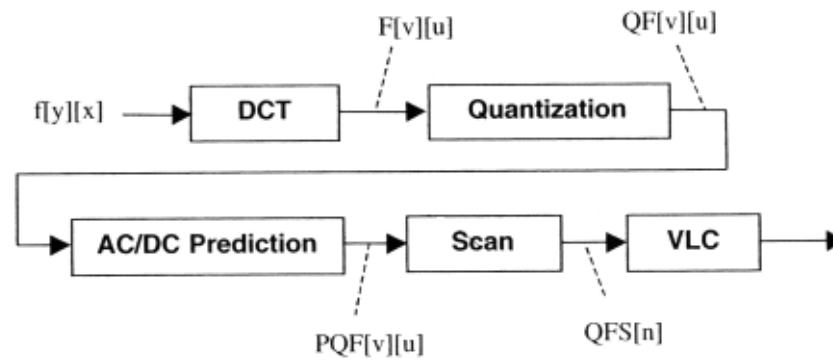 F[v][u]
QF[v][u]
f[y][x]
DCT
Quantization
AC/DC Prediction
Scan
VLC
PQF[v][u]
QFS[n]